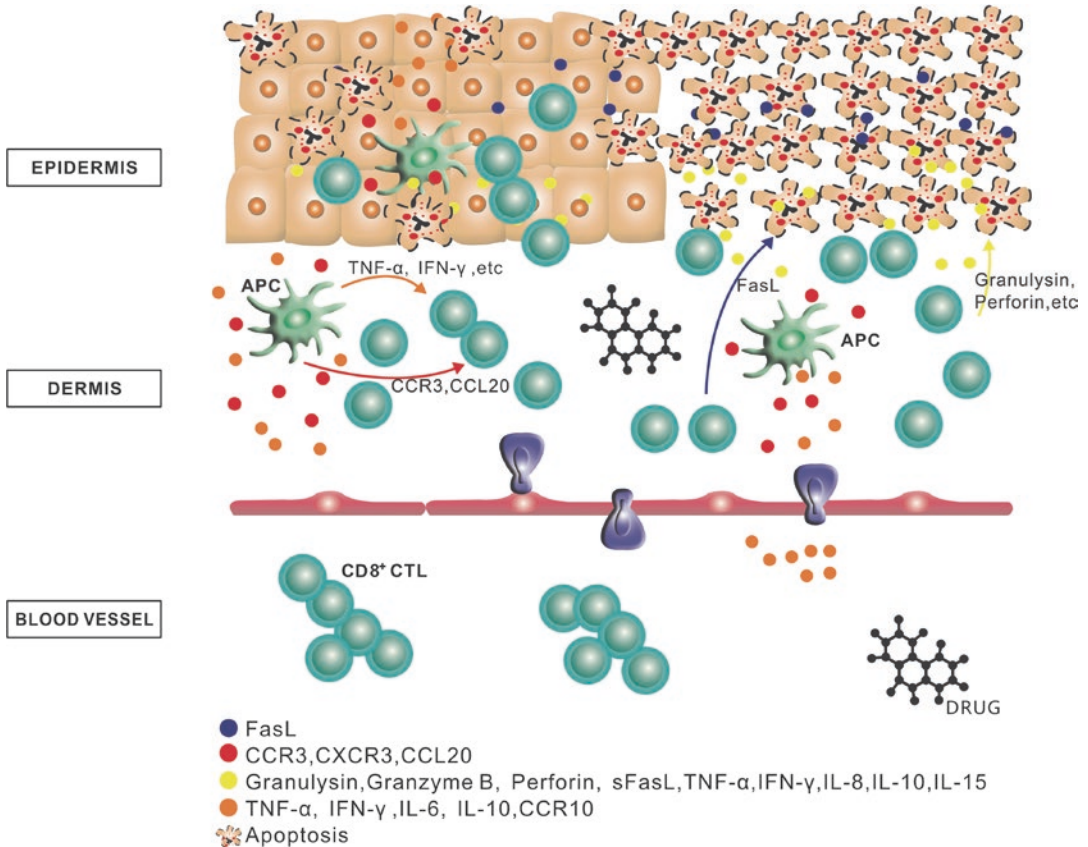 EPIDERMIS
TNF-α, IFN-γ ,etc
APC
CCR3,CCL20
FasL
Granulysin,
Perforin,etc
APC
DERMIS
CD8⁺ CTL
BLOOD VESSEL
DRUG
FasL
CCR3,CXCR3,CCL20
Granulysin,Granzyme B, Perforin, sFasL,TNF-α,IFN-γ,IL-8,IL-10,IL-15
TNF-α, IFN-γ ,IL-6, IL-10,CCR10
Apoptosis